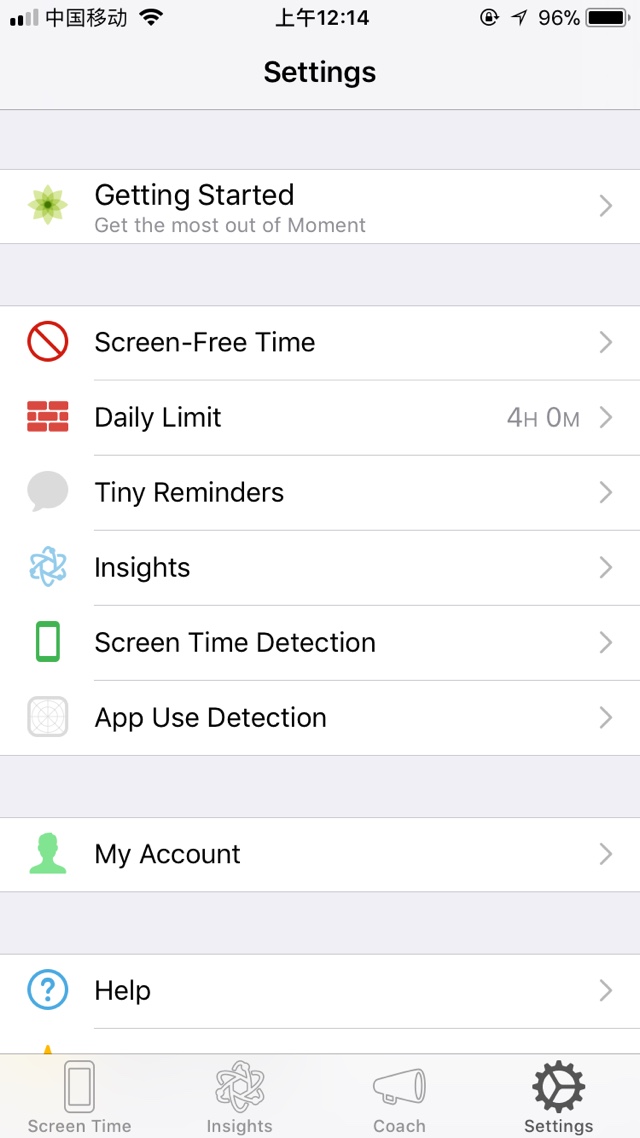 中国移动 上午12:14 96%
Settings
Getting Started
Get the most out of Moment
Screen-Free Time
Daily Limit 4H 0M
Tiny Reminders
Insights
Screen Time Detection
App Use Detection
My Account
Help
Screen Time Insights Coach Settings